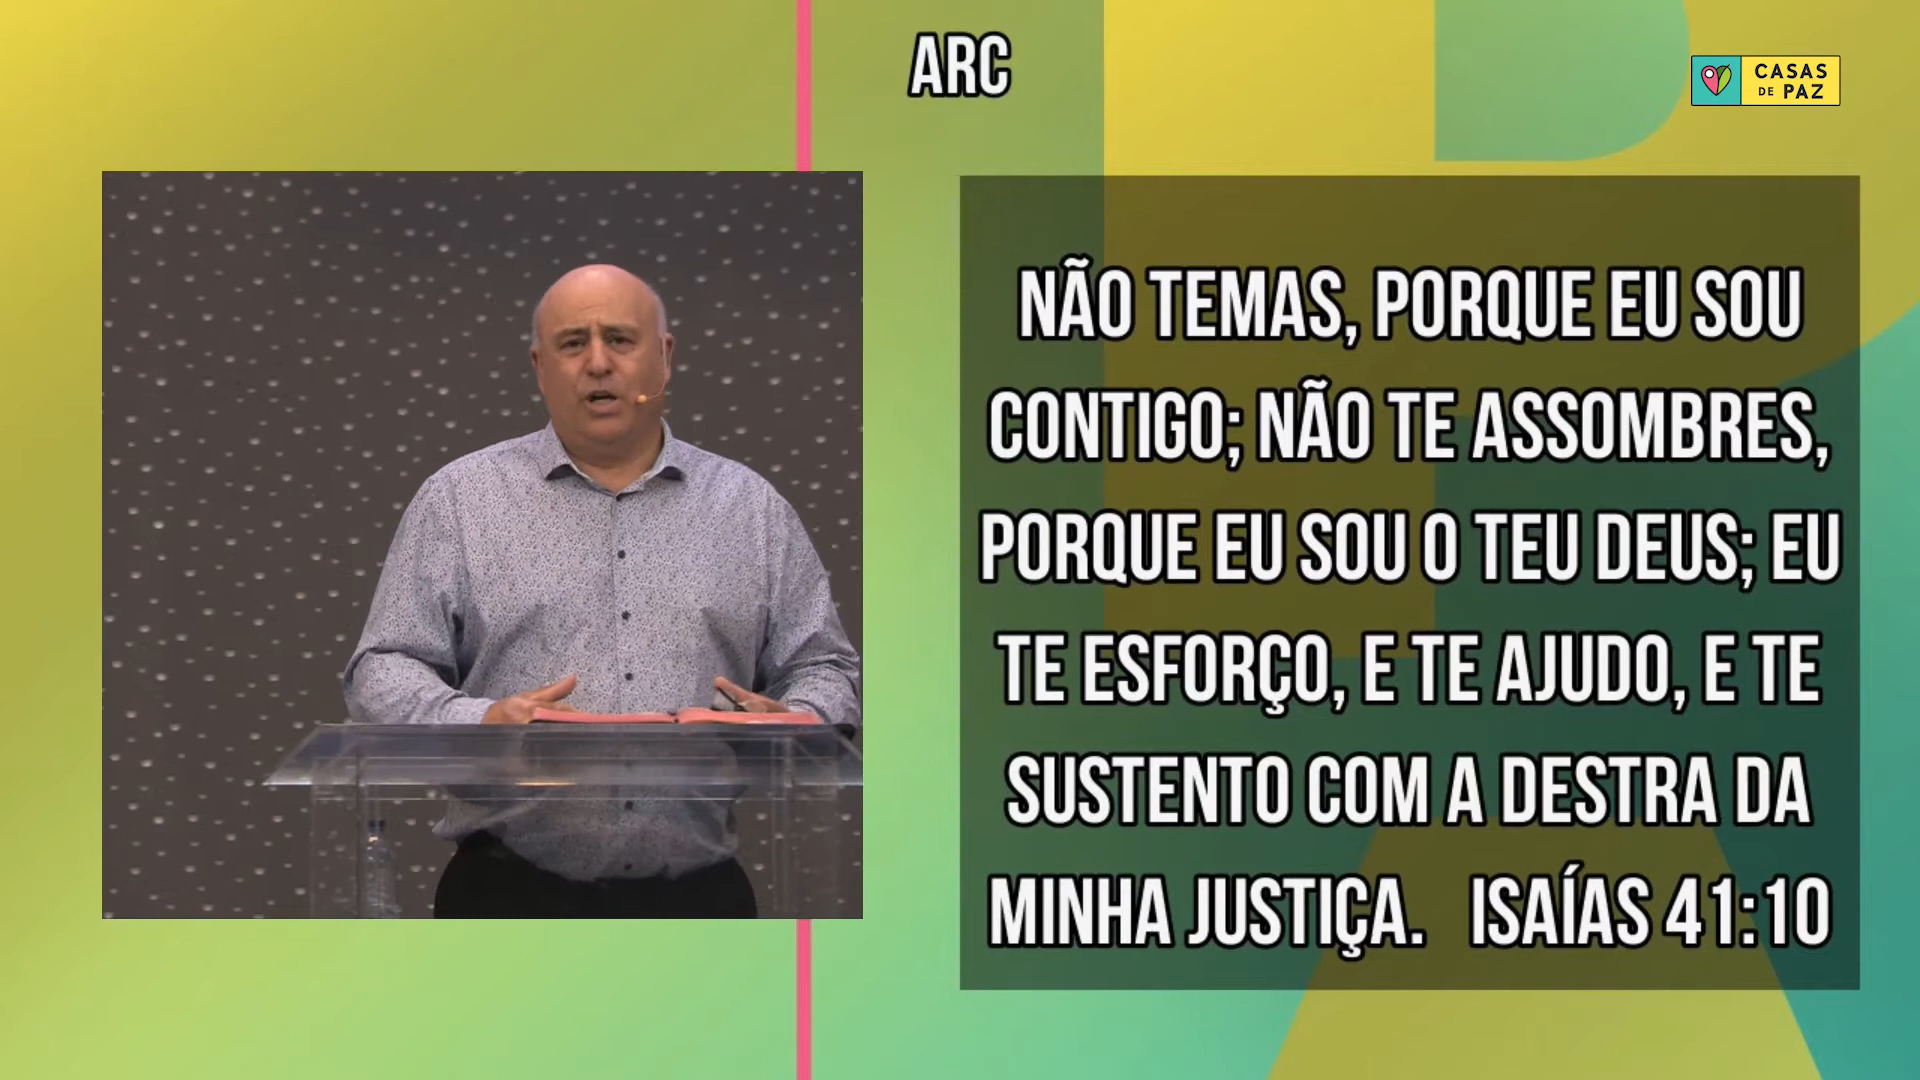 ARC
CASAS
DE PAZ
NÃO TEMAS, PORQUE EU SOU
CONTIGO; NÃO TE ASSOMBRES,
PORQUE EU SOU O TEU DEUS; EU
TE ESFORÇO, E TE AJUDO, E TE
SUSTENTO COM A DESTRA DA
MINHA JUSTIÇA. ISAÍAS 41:10